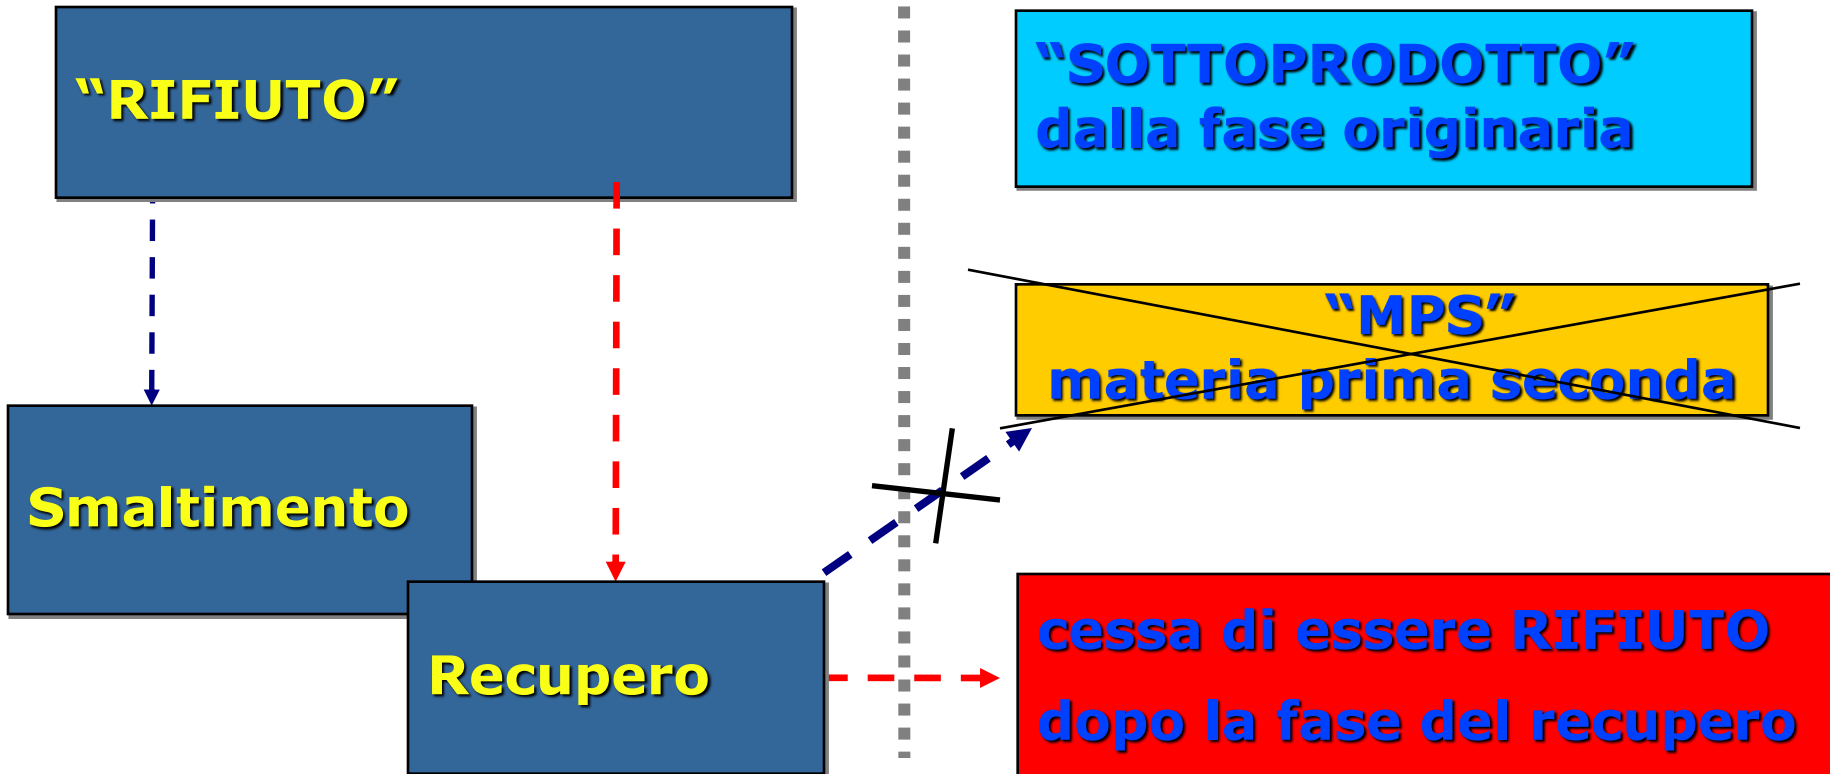 “RIFIUTO”
“SOTTOPRODOTTO”
dalla fase originaria
“MPS”
materia prima seconda
Smaltimento
Recupero
cessa di essere RIFIUTO
dopo la fase del recupero